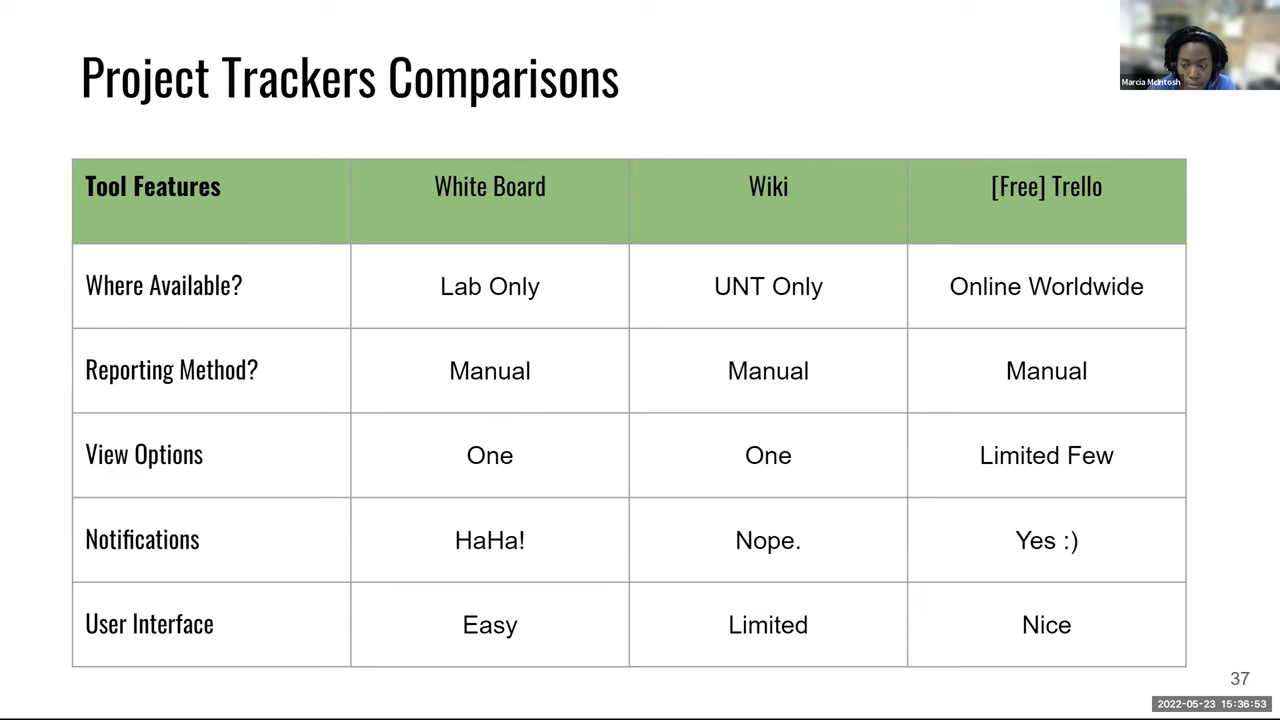 Project Trackers Comparisons
Marcia McIntosh
Tool Features White Board Wiki [Free] Trello
Where Available? Lab Only UNT Only Online Worldwide
Reporting Method? Manual Manual Manual
View Options One One Limited Few
Notifications HaHa! Nope. Yes :)
User Interface Easy Limited Nice
37
2022-05-23 15:36:53